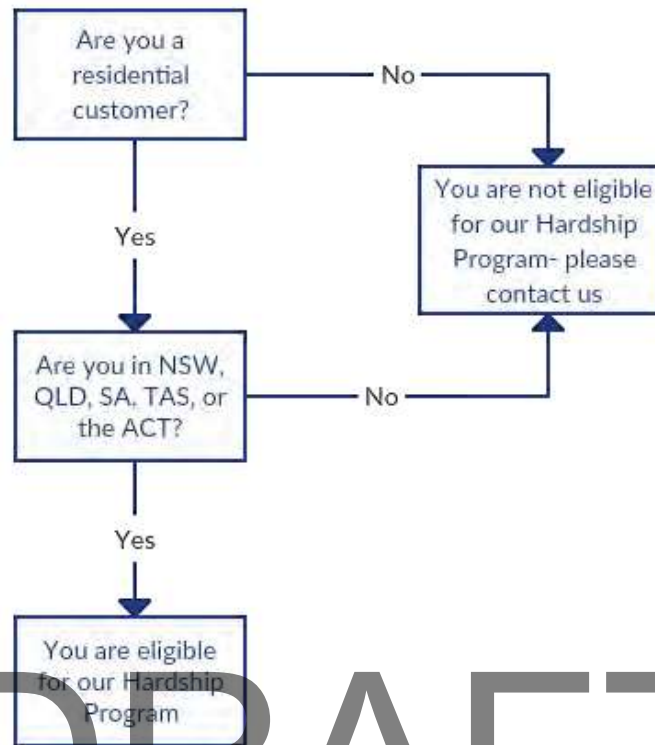 Are you a
residential
customer?
No
You are not eligible
for our Hardship
Program- please
contact us
Yes
Are you in NSW,
QLD, SA, TAS, or
the ACT?
No
Yes
You are eligible
for our Hardship
Program
DRAFT